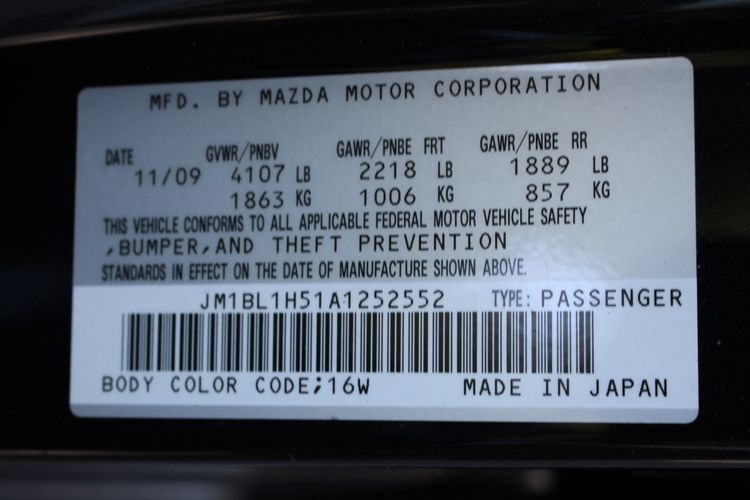 MFD. BY MAZDA MOTOR CORPORATION
DATE GVWR/PNBV GAWR/PNBE FRT GAWR/PNBE RR
11/09 4107 LB 2218 LB 1889 LB
1863 KG 1006 KG 857 KG
THIS VEHICLE CONFORMS TO ALL APPLICABLE FEDERAL MOTOR VEHICLE SAFETY
,BUMPER,AND THEFT PREVENTION
STANDARDS IN EFFECT ON THE DATE OF MANUFACTURE SHOWN ABOVE.
JM1BL1H51A1252552 TYPE: PASSENGER
BODY COLOR CODE;16W MADE IN JAPAN